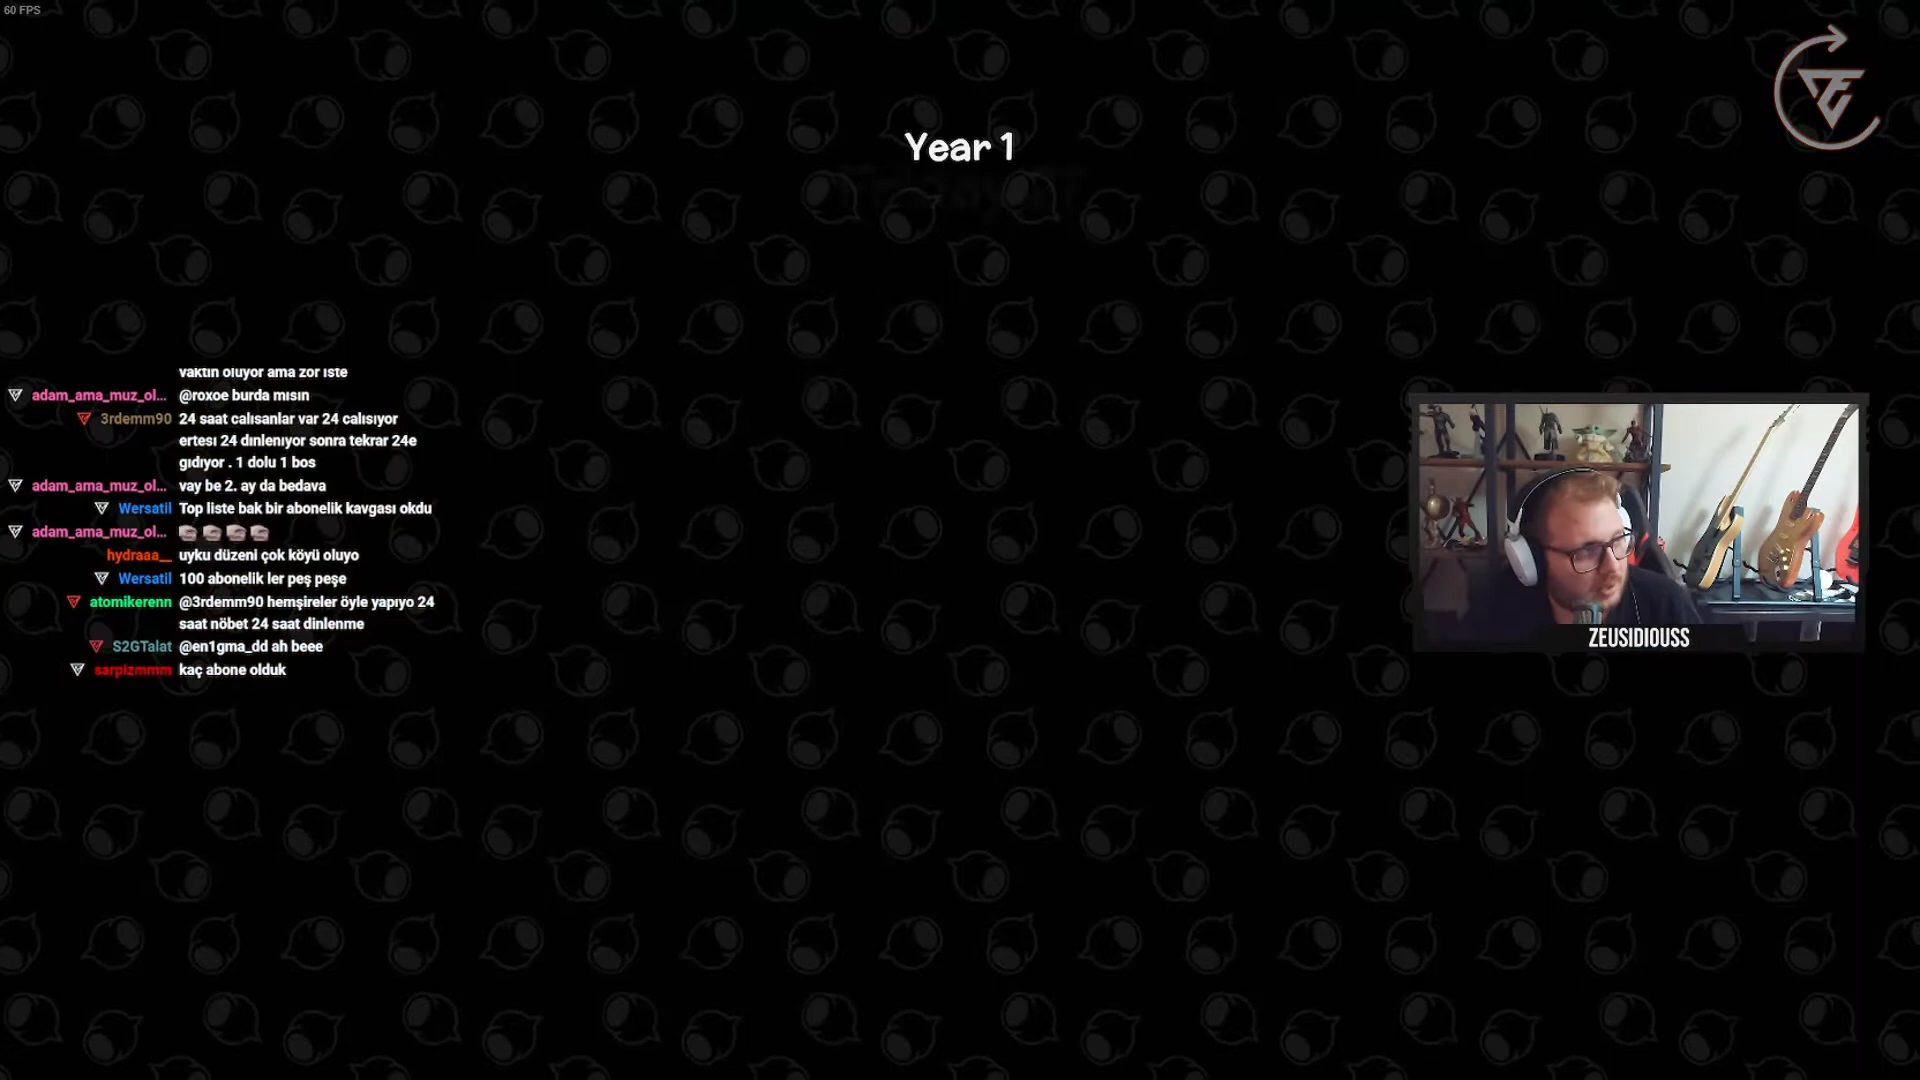 60 FPS
Year 1
vaktin oluyor ama zor iste
adam_ama_muz_ol... @roxoe burda mısın
3rdemm90 24 saat calısanlar var 24 calısıyor
ertesı 24 dınlenıyor sonra tekrar 24e
gıdıyor . 1 dolu 1 bos
adam_ama_muz_ol... vay be 2. ay da bedava
Wersatil Top liste bak bir abonelik kavgası okdu
adam_ama_muz_ol...
hydraaa__ uyku düzeni çok köyü oluyo
Wersatil 100 abonelik ler peş peşe
atomikerenn @3rdemm90 hemşireler öyle yapıyo 24
saat nöbet 24 saat dinlenme
S2GTalat @en1gma_dd ah beee
sarpizmmm kaç abone olduk
ZEUSIDIOUSS